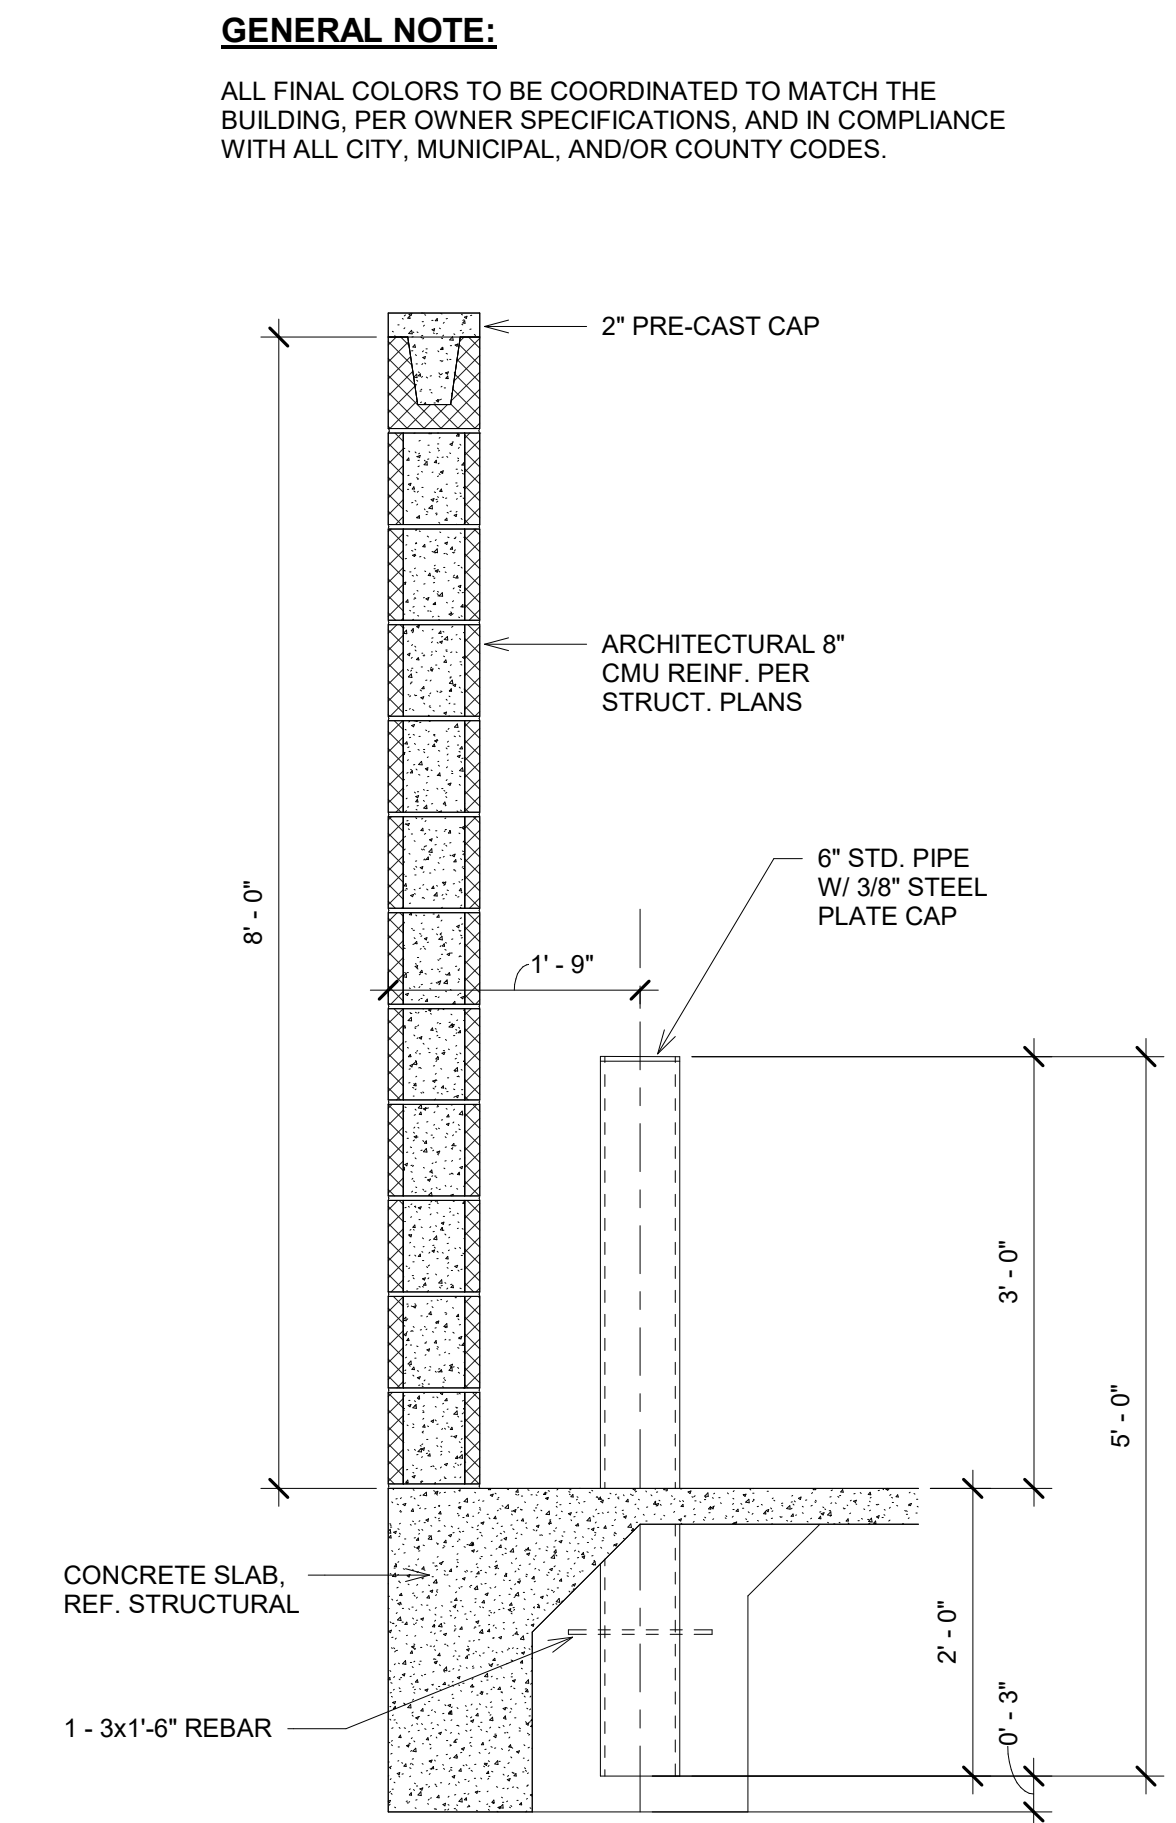 GENERAL NOTE:
ALL FINAL COLORS TO BE COORDINATED TO MATCH THE
BUILDING, PER OWNER SPECIFICATIONS, AND IN COMPLIANCE
WITH ALL CITY, MUNICIPAL, AND/OR COUNTY CODES.
2" PRE-CAST CAP
ARCHITECTURAL 8"
CMU REINF. PER
STRUCT. PLANS
6" STD. PIPE
W/ 3/8" STEEL
PLATE CAP
8' - 0"
1' - 9"
3' - 0"
5' - 0"
CONCRETE SLAB,
REF. STRUCTURAL
2' - 0"
0' - 3"
1 - 3x1'-6" REBAR